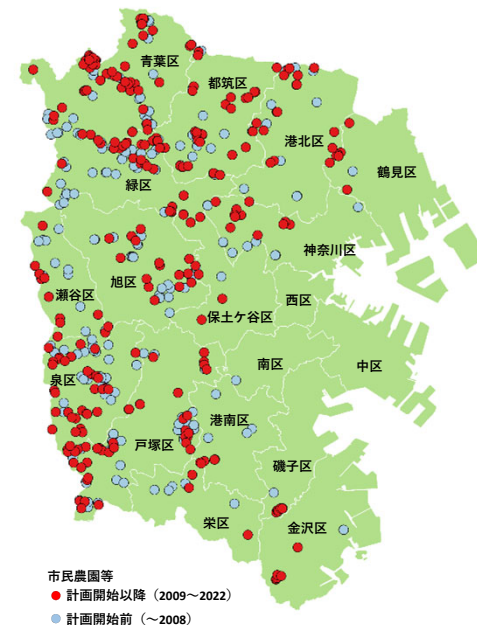 青葉区
都筑区
港北区
鶴見区
緑区
神奈川区
旭区
瀬谷区
西区
保土ケ谷区
南区
中区
泉区
港南区
戸塚区
磯子区
栄区
金沢区
市民農園等
計画開始以降（2009～2022）
計画開始前（～2008）